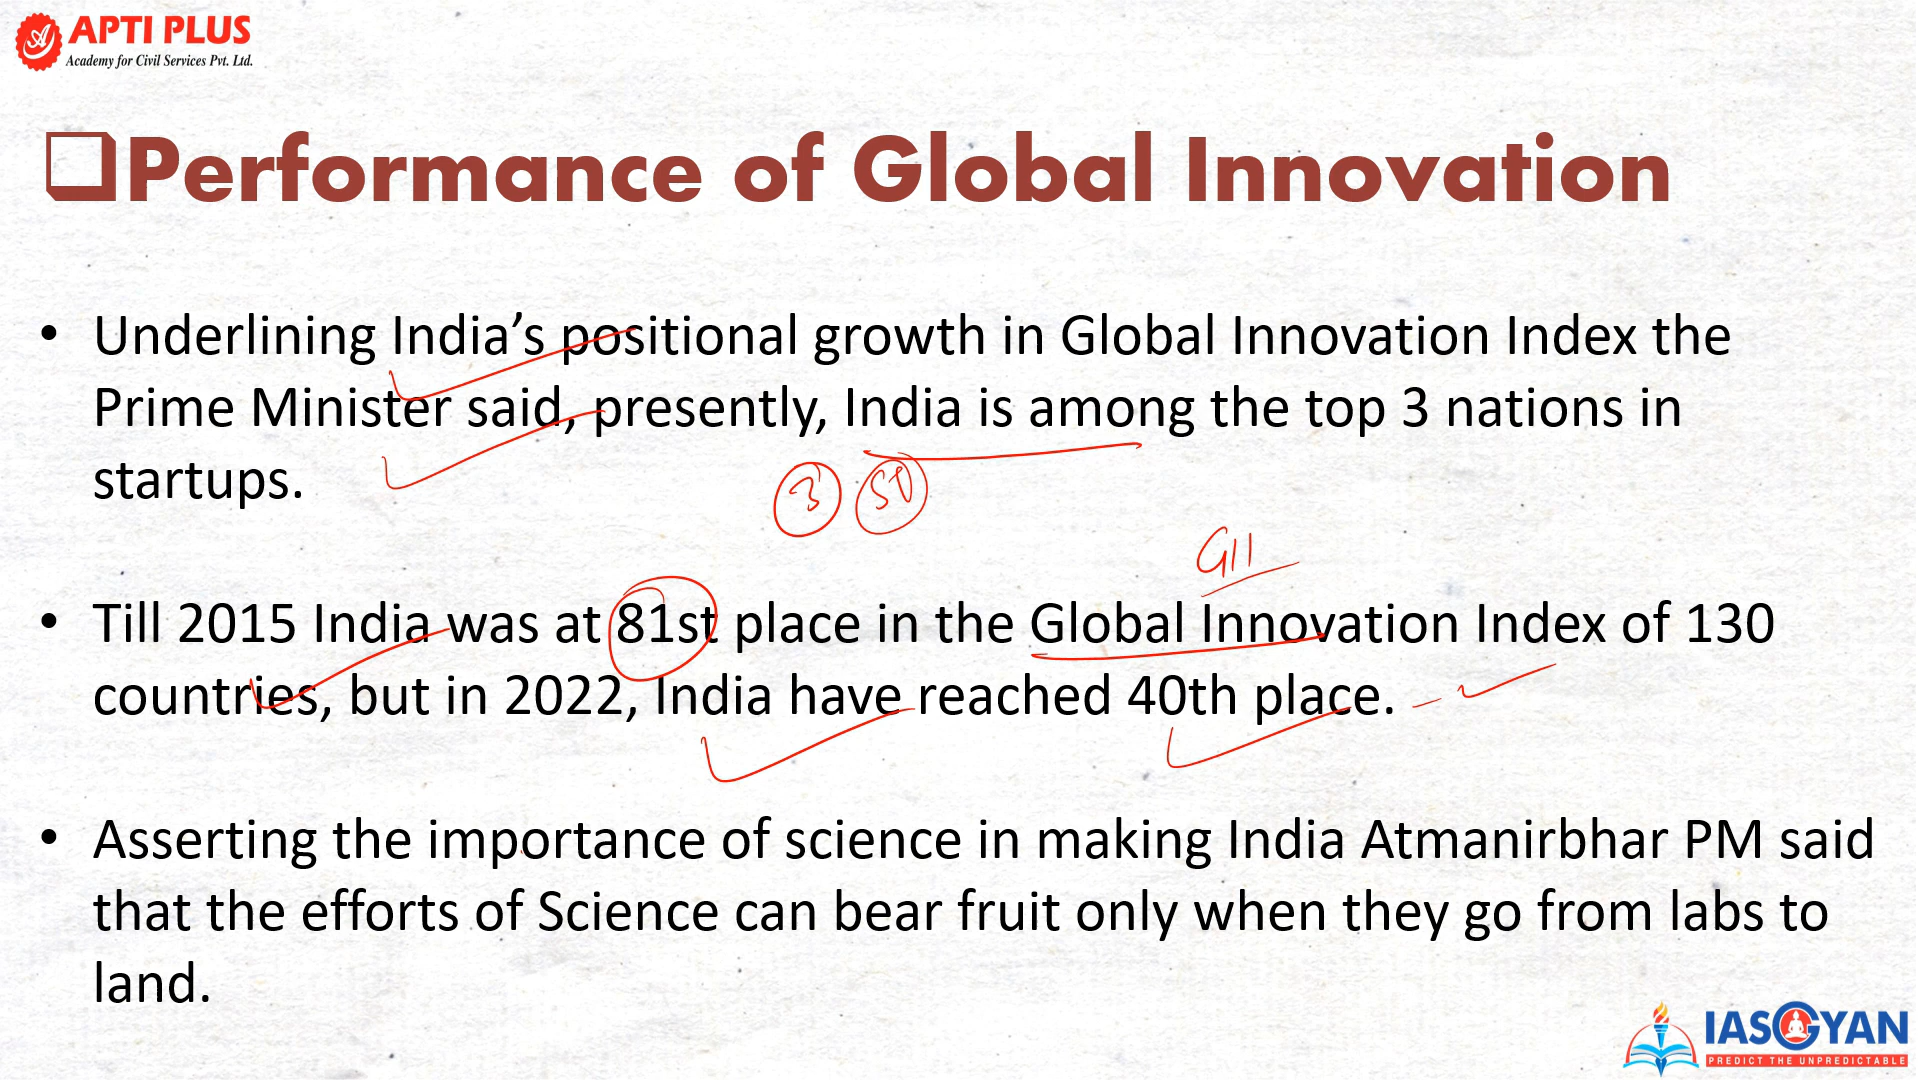 APTI PLUS
Academy for Civil Services Pvt. Ltd.
Performance of Global Innovation
• Underlining India’s positional growth in Global Innovation Index the
Prime Minister said, presently, India is among the top 3 nations in
startups.
3
GII
• Till 2015 India was at 81st place in the Global Innovation Index of 130
countries, but in 2022, India have reached 40th place.
• Asserting the importance of science in making India Atmanirbhar PM said
that the efforts of Science can bear fruit only when they go from labs to
land.
IASGYAN
PREDICT THE UNPREDICTABLE